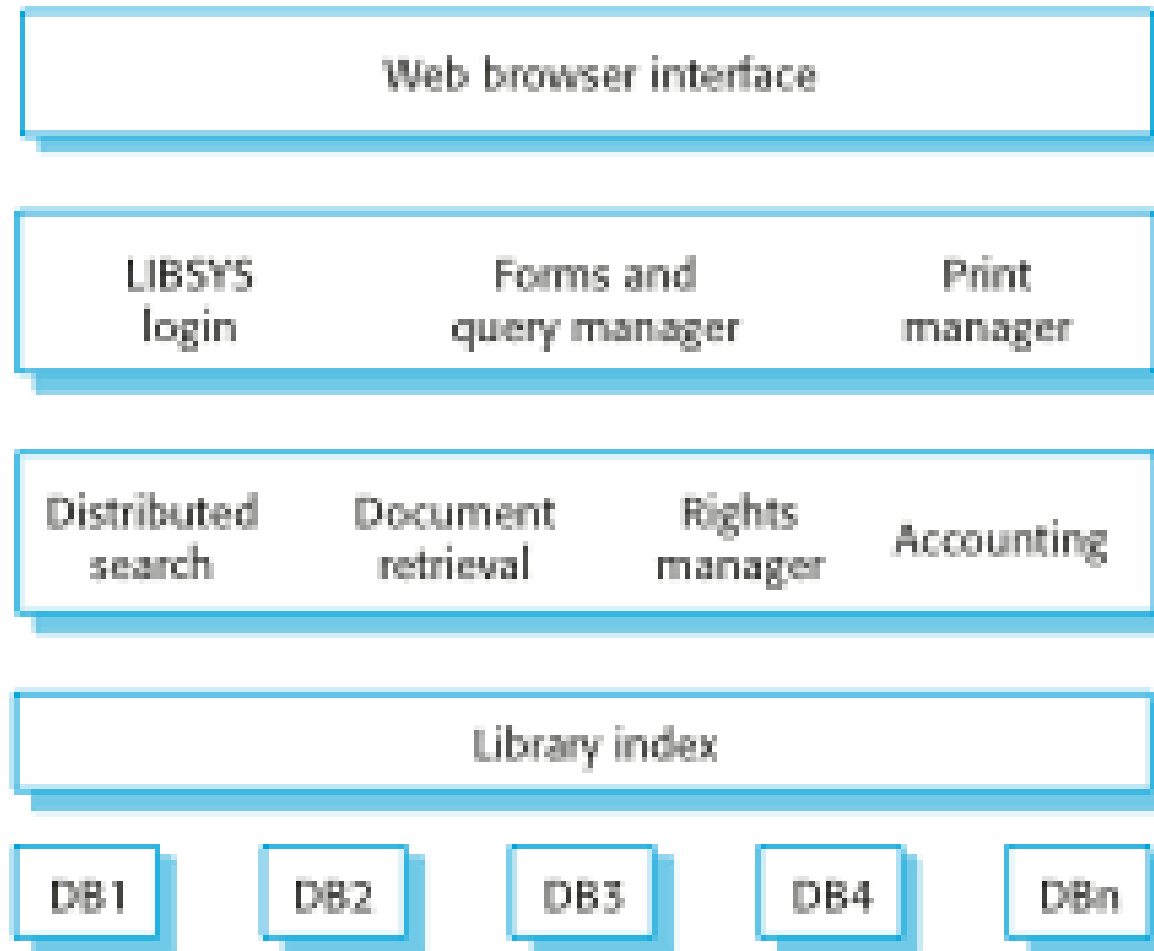 Web browser interface
LIBSYS
login
Forms and
query manager
Print
manager
Distributed
search
Document
retrieval
Rights
manager
Accounting
Library index
DB1
DB2
DB3
DB4
DBn